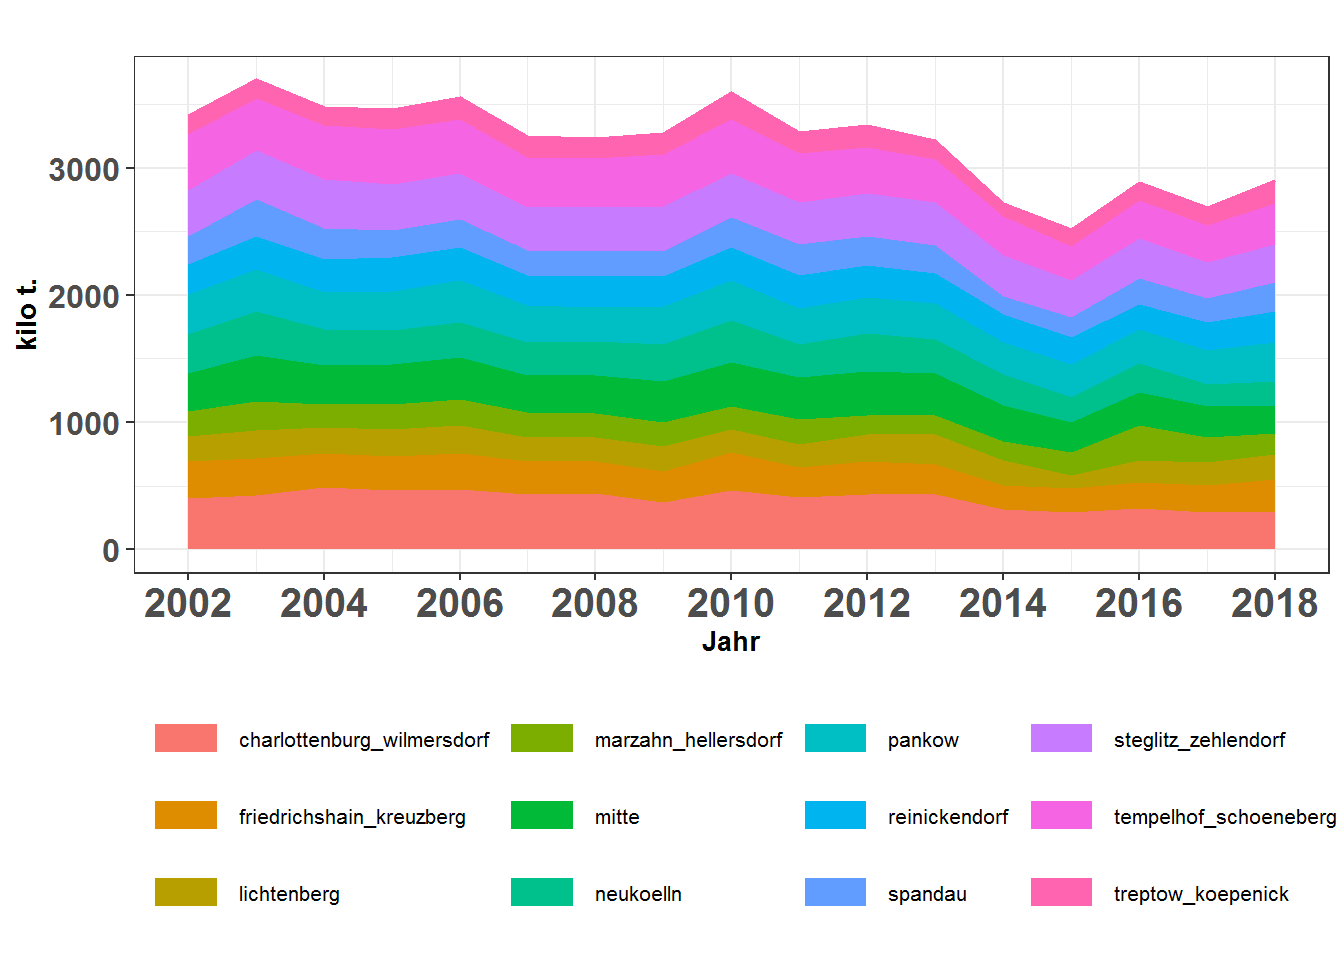 3000
2000
1000
0
kilo t.
2002 2004 2006 2008 2010 2012 2014 2016 2018
Jahr
charlottenburg_wilmersdorf marzahn_hellersdorf pankow steglitz_zehlendorf
friedrichshain_kreuzberg mitte reinickendorf tempelhof_schoeneberg
lichtenberg neukoelln spandau treptow_koepenick